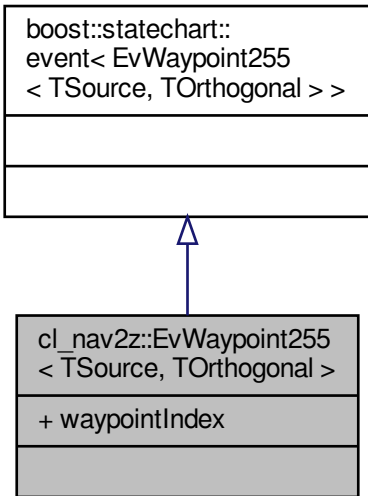 boost::statechart::
event< EvWaypoint255
< TSource, TOrthogonal > >
cl_nav2z::EvWaypoint255
< TSource, TOrthogonal >
+ waypointIndex